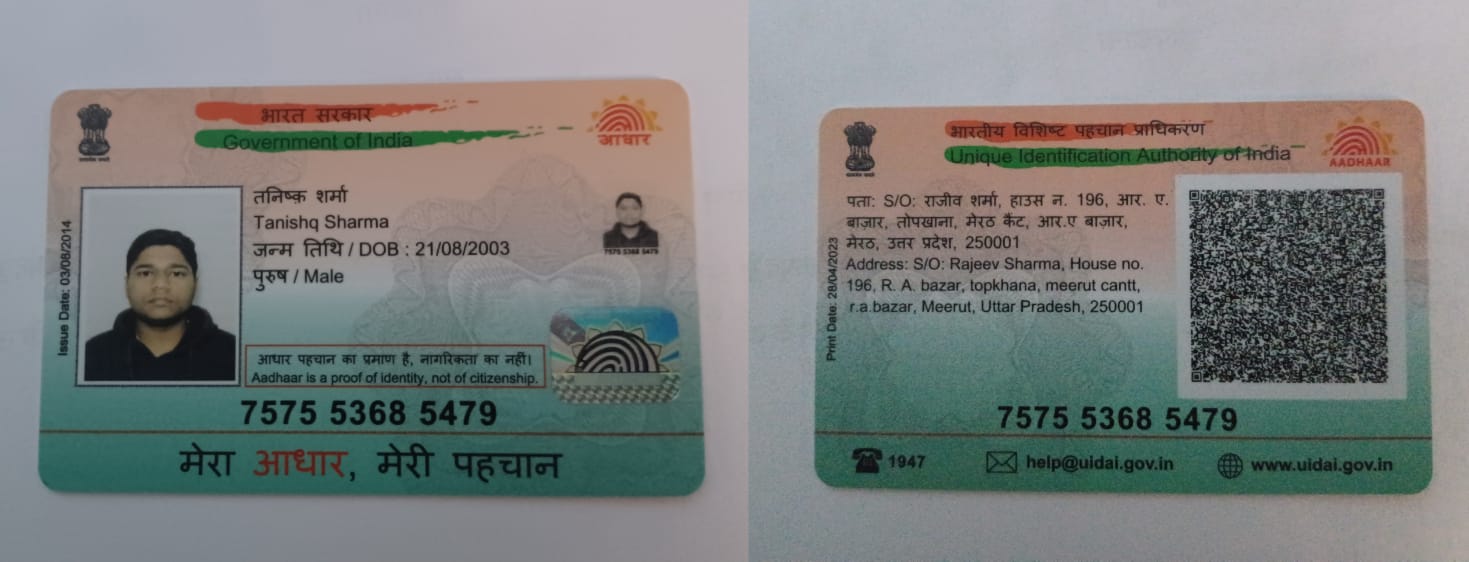 भारत सरकार
Government of India
आधार
Issue Date: 03/08/2014
तनिष्क़ शर्मा
Tanishq Sharma
जन्म तिथि / DOB : 21/08/2003
पुरुष / Male
7575 5368 5479
आधार पहचान का प्रमाण है, नागरिकता का नहीं।
Aadhaar is a proof of identity, not of citizenship.
7575 5368 5479
मेरा आधार, मेरी पहचान
भारतीय विशिष्ट पहचान प्राधिकरण
Unique Identification Authority of India
AADHAAR
Print Date: 28/04/2023
पता: S/O: राजीव शर्मा, हाउस न. 196, आर. ए.
बाज़ार, तोपखाना, मेरठ कैंट, आर.ए बाज़ार,
मेरठ, उत्तर प्रदेश, 250001
Address: S/O: Rajeev Sharma, House no.
196, R. A. bazar, topkhana, meerut cantt,
r.a.bazar, Meerut, Uttar Pradesh, 250001
7575 5368 5479
1947
help@uidai.gov.in
www.uidai.gov.in